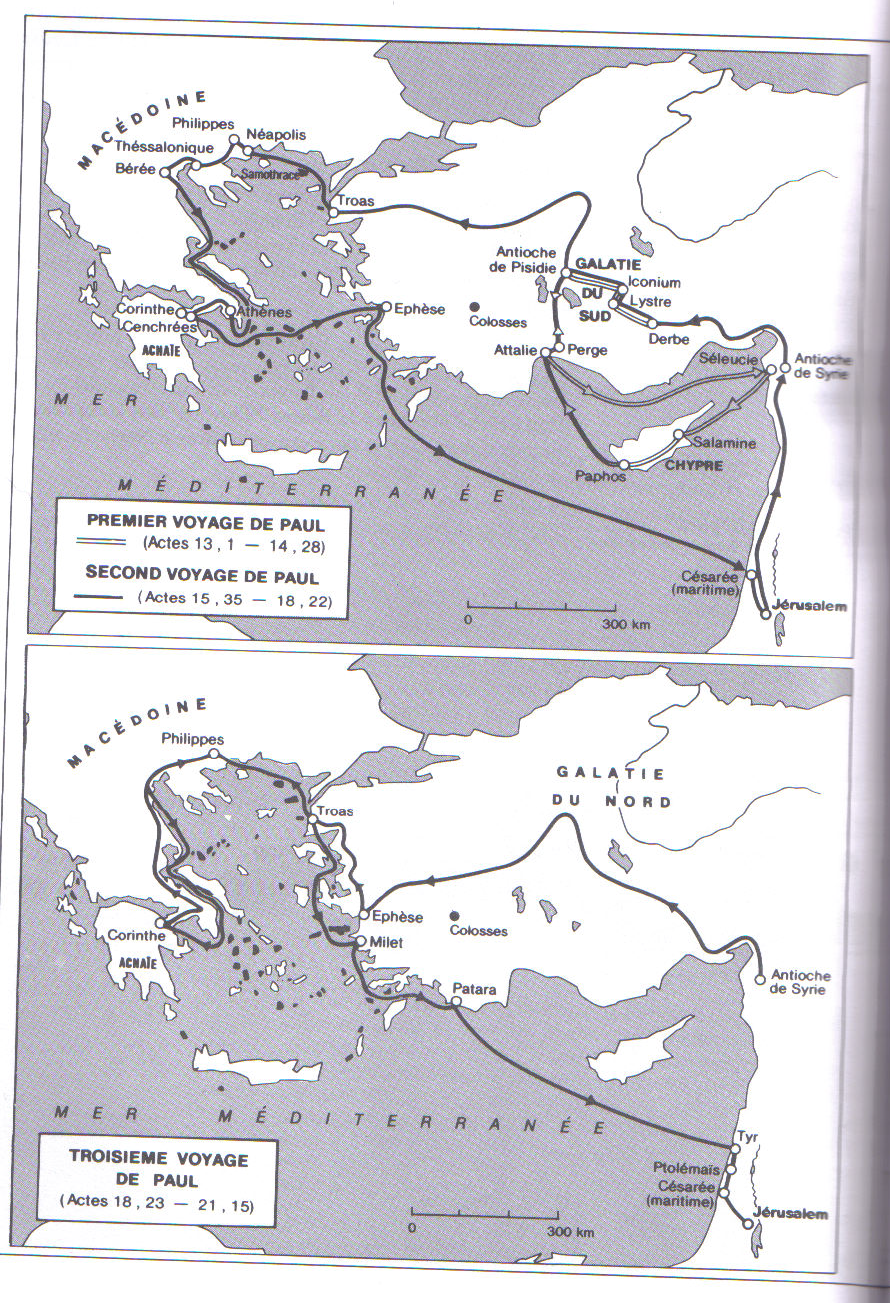 MACÉDOINE
Philippes
Néapolis
Théssalonique
Bérée
Samothrace
Troas
Antioche
de Pisidie
GALATIE
DU
SUD
Iconium
Lystre
Derbe
Corinthe
Cenchrées
Athènes
ACHAÏE
Ephèse
Colosses
Attalie
Perge
Séleucie
Antioche
de Syrie
Salamine
Paphos
CHYPRE
MER
MÉDITERRANÉE
PREMIER VOYAGE DE PAUL
(Actes 13, 1 — 14, 28)
SECOND VOYAGE DE PAUL
(Actes 15, 35 — 18, 22)
Césarée
(maritime)
Jérusalem
0
300 km
MACÉDOINE
Philippes
GALATIE
DU NORD
Troas
Ephèse
Colosses
Corinthe
Milet
ACHAÏE
Patara
Antioche
de Syrie
MER MÉDITERRANÉE
Tyr
Ptolémaïs
Césarée
(maritime)
Jérusalem
TROISIEME VOYAGE
DE PAUL
(Actes 18, 23 — 21, 15)
0
300 km